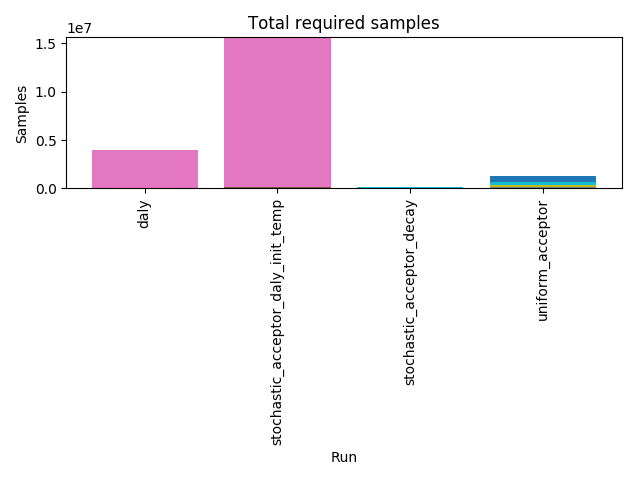 Total required samples
1e7
1.5
1.0
0.5
0.0
Samples
daly
stochastic_acceptor_daly_init_temp
stochastic_acceptor_decay
uniform_acceptor
Run